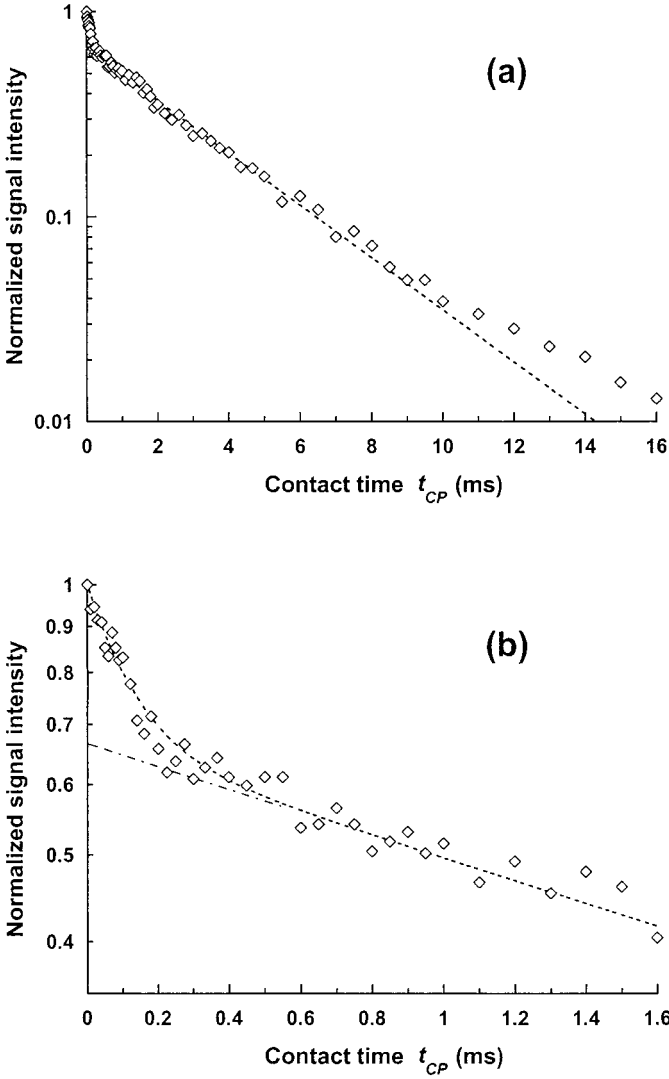 1
(a)
Normalized signal intensity
0.1
0.01
0 2 4 6 8 10 12 14 16
Contact time t_CP (ms)
1
0.9
(b)
0.8
Normalized signal intensity
0.7
0.6
0.5
0.4
0 0.2 0.4 0.6 0.8 1 1.2 1.4 1.6
Contact time t_CP (ms)